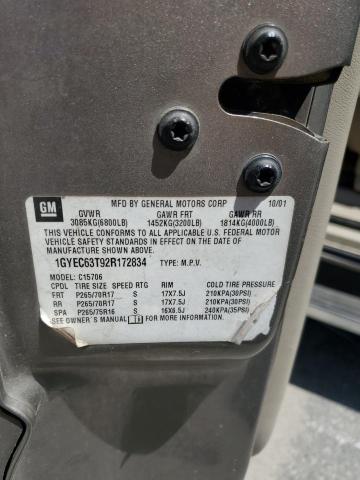 GM
MFD BY GENERAL MOTORS CORP 10/01
GVWR GAWR FRT GAWR RR
3085KG(6800LB) 1452KG(3200LB) 1814KG(4000LB)
THIS VEHICLE CONFORMS TO ALL APPLICABLE U.S. FEDERAL MOTOR
VEHICLE SAFETY STANDARDS IN EFFECT ON THE DATE OF
MANUFACTURE SHOWN ABOVE.
1GYEC63T92R172834 TYPE: M.P.V.
MODEL: C15706
CPDL TIRE SIZE SPEED RTG RIM COLD TIRE PRESSURE
FRT P265/70R17 S 17X7.5J 210KPA(30PSI)
RR P265/70R17 S 17X7.5J 210KPA(30PSI)
SPA P265/75R16 S 16X6.5J 240KPA(35PSI)
SEE OWNER'S MANUAL